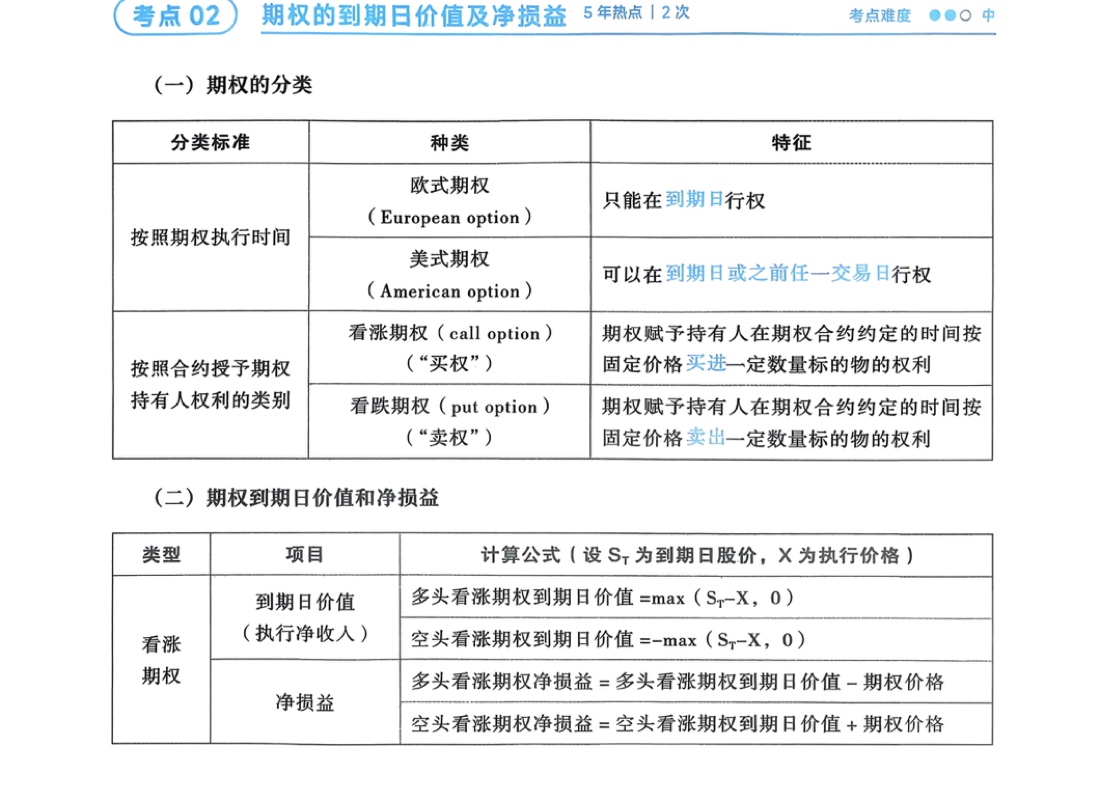 考点 02 期权的到期日价值及净损益 5 年热点 | 2 次 考点难度 中
（一）期权的分类
分类标准 种类 特征
按照期权执行时间
欧式期权
（European option）
只能在到期日行权
美式期权
（American option）
可以在到期日或之前任一交易日行权
按照合约授予期权
持有人权利的类别
看涨期权（call option）
（“买权”）
期权赋予持有人在期权合约约定的时间按
固定价格买进一定数量标的物的权利
看跌期权（put option）
（“卖权”）
期权赋予持有人在期权合约约定的时间按
固定价格卖出一定数量标的物的权利
（二）期权到期日价值和净损益
类型 项目 计算公式（设 Sₜ 为到期日股价，X 为执行价格）
看涨
期权
到期日价值
（执行净收入）
多头看涨期权到期日价值 =max（Sₜ-X，0）
空头看涨期权到期日价值 =-max（Sₜ-X，0）
净损益
多头看涨期权净损益 = 多头看涨期权到期日价值 - 期权价格
空头看涨期权净损益 = 空头看涨期权到期日价值 + 期权价格